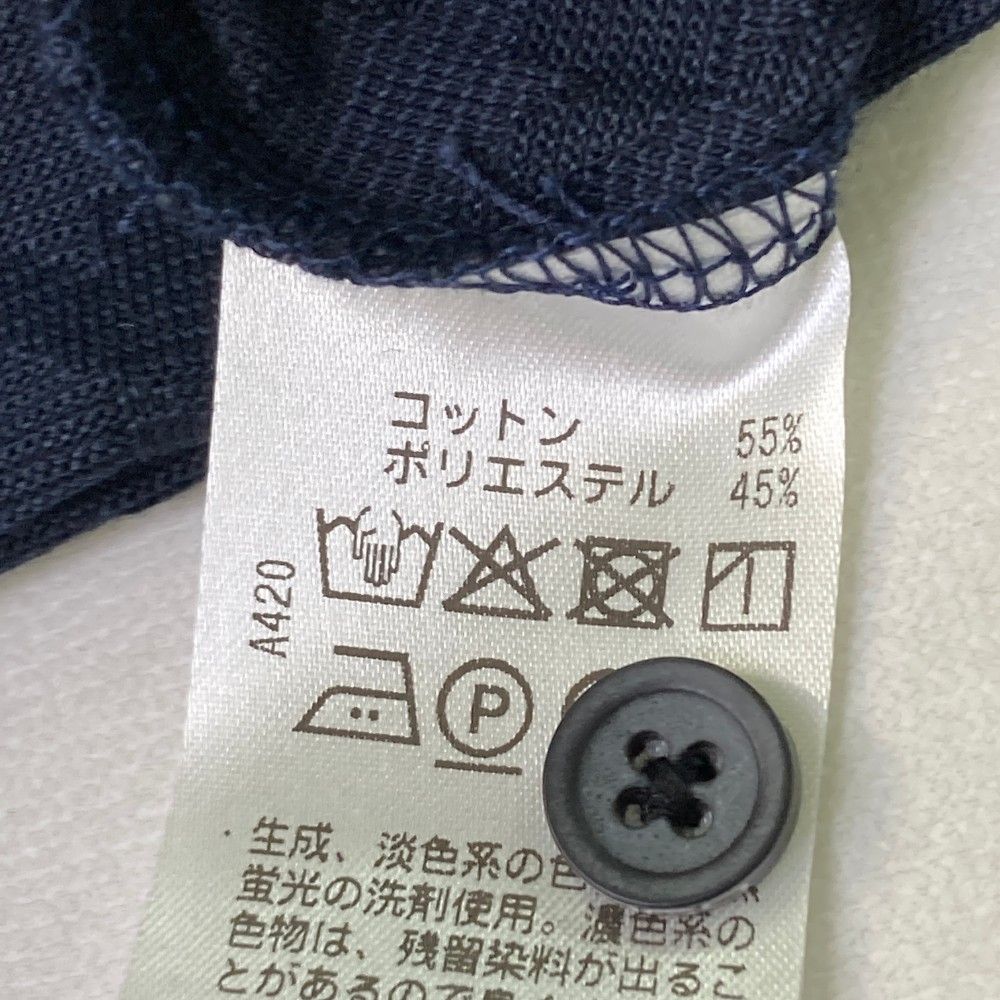 コットン 55%
ポリエステル 45%
A420
P
・生成、淡色系の色
蛍光の洗剤使用。濃色系の
色物は、残留染料が出るこ
とがあるので